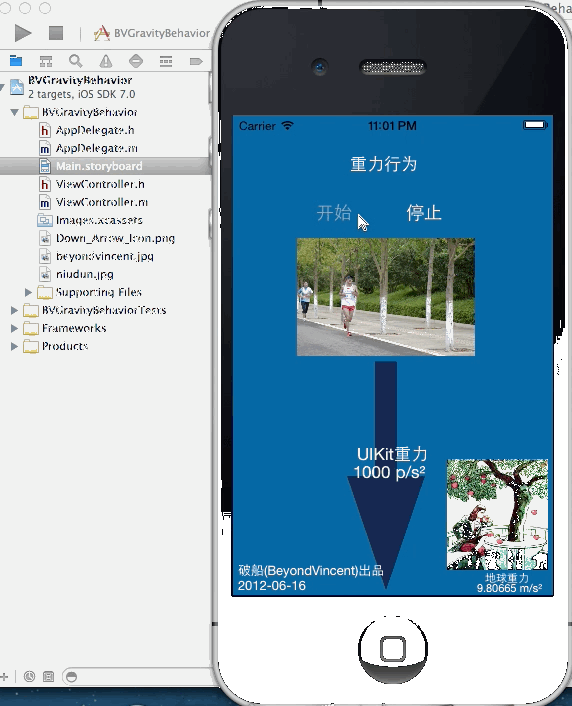 BVGravityBehavior
BVGravityBehavior
2 targets, iOS SDK 7.0
BVGravityBehavior
h AppDelegate.h
m AppDelegate.m
Main.storyboard
h ViewController.h
m ViewController.m
Images.xcassets
Down_Arrow_Icon.png
beyondvincent.jpg
niudun.jpg
Supporting Files
BVGravityBehaviorTests
Frameworks
Products
Carrier 11:01 PM
重力行为
开始 停止
UIKit重力
1000 p/s²
地球重力
9.80665 m/s²
破船(BeyondVincent)出品
2012-06-16